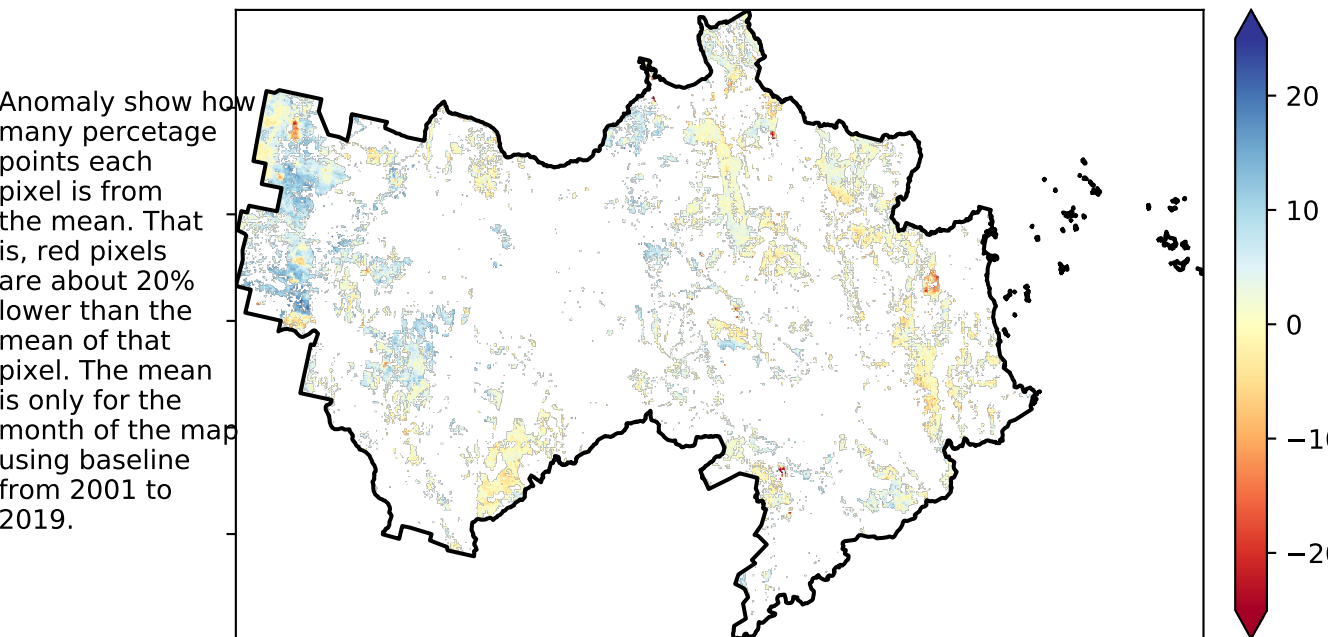 Anomaly show how
many percetage
points each
pixel is from
the mean. That
is, red pixels
are about 20%
lower than the
mean of that
pixel. The mean
is only for the
month of the map
using baseline
from 2001 to
2019.
20
10
0
−10
−20